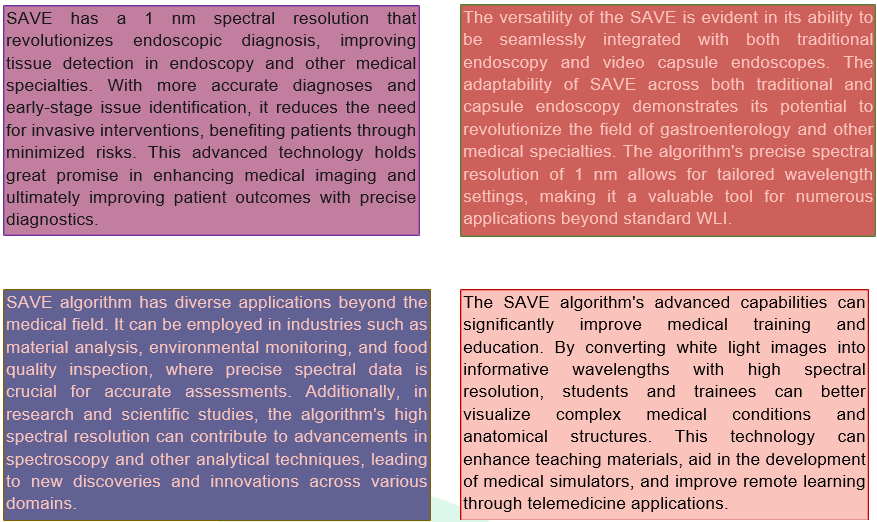 SAVE has a 1 nm spectral resolution that
revolutionizes endoscopic diagnosis, improving
tissue detection in endoscopy and other medical
specialties. With more accurate diagnoses and
early-stage issue identification, it reduces the need
for invasive interventions, benefiting patients through
minimized risks. This advanced technology holds
great promise in enhancing medical imaging and
ultimately improving patient outcomes with precise
diagnostics.
The versatility of the SAVE is evident in its ability to
be seamlessly integrated with both traditional
endoscopy and video capsule endoscopes. The
adaptability of SAVE across both traditional and
capsule endoscopy demonstrates its potential to
revolutionize the field of gastroenterology and other
medical specialties. The algorithm's precise spectral
resolution of 1 nm allows for tailored wavelength
settings, making it a valuable tool for numerous
applications beyond standard WLI.
SAVE algorithm has diverse applications beyond the
medical field. It can be employed in industries such as
material analysis, environmental monitoring, and food
quality inspection, where precise spectral data is
crucial for accurate assessments. Additionally, in
research and scientific studies, the algorithm's high
spectral resolution can contribute to advancements in
spectroscopy and other analytical techniques, leading
to new discoveries and innovations across various
domains.
The SAVE algorithm's advanced capabilities can
significantly improve medical training and
education. By converting white light images into
informative wavelengths with high spectral
resolution, students and trainees can better
visualize complex medical conditions and
anatomical structures. This technology can
enhance teaching materials, aid in the development
of medical simulators, and improve remote learning
through telemedicine applications.